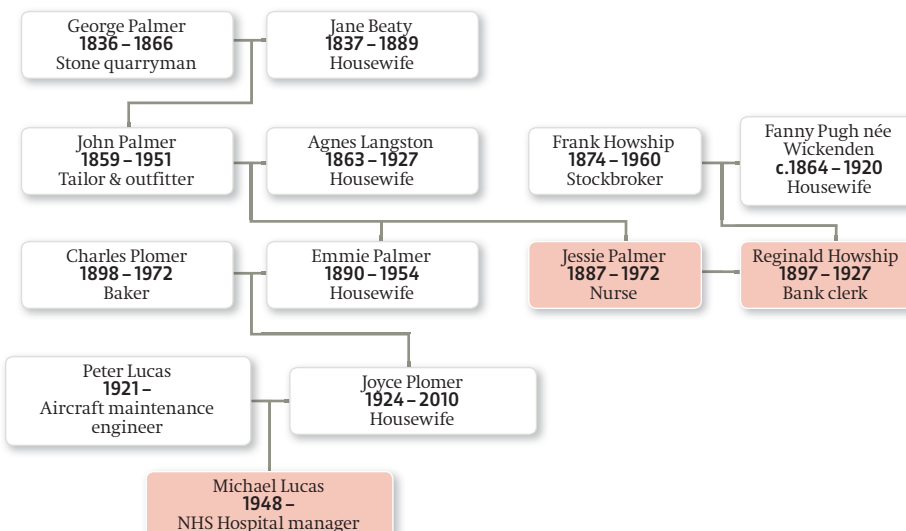 George Palmer
1836–1866
Stone quarryman
Jane Beaty
1837–1889
Housewife
John Palmer
1859–1951
Tailor & outfitter
Agnes Langston
1863–1927
Housewife
Frank Howship
1874–1960
Stockbroker
Fanny Pugh née
Wickenden
c.1864–1920
Housewife
Charles Plomer
1898–1972
Baker
Emmie Palmer
1890–1954
Housewife
Jessie Palmer
1887–1972
Nurse
Reginald Howship
1897–1927
Bank clerk
Peter Lucas
1921–
Aircraft maintenance
engineer
Joyce Plomer
1924–2010
Housewife
Michael Lucas
1948–
NHS Hospital manager